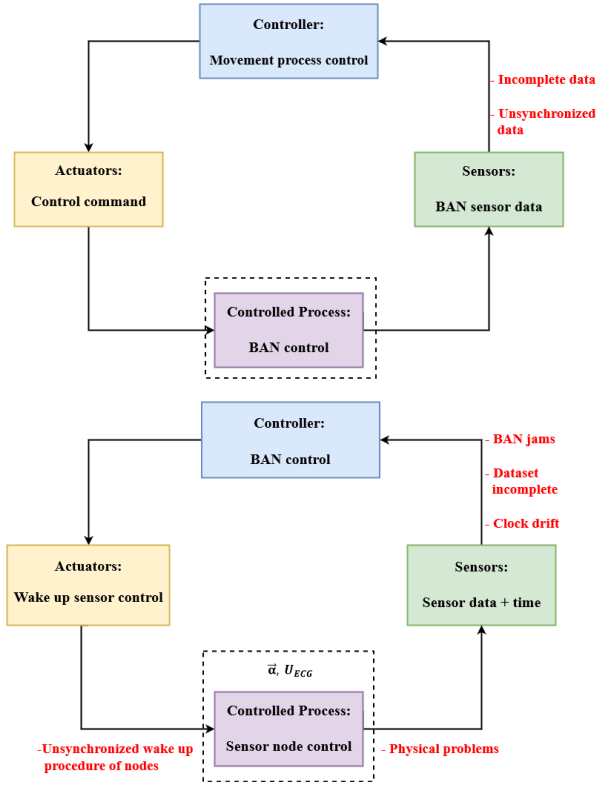 Controller:
Movement process control
- Incomplete data
- Unsynchronized
data
Actuators:
Control command
Sensors:
BAN sensor data
Controlled Process:
BAN control
Controller:
BAN control
- BAN jams
- Dataset
incomplete
- Clock drift
Actuators:
Wake up sensor control
Sensors:
Sensor data + time
α⃗, U_ECG
Controlled Process:
Sensor node control
-Unsynchronized wake up
procedure of nodes
- Physical problems